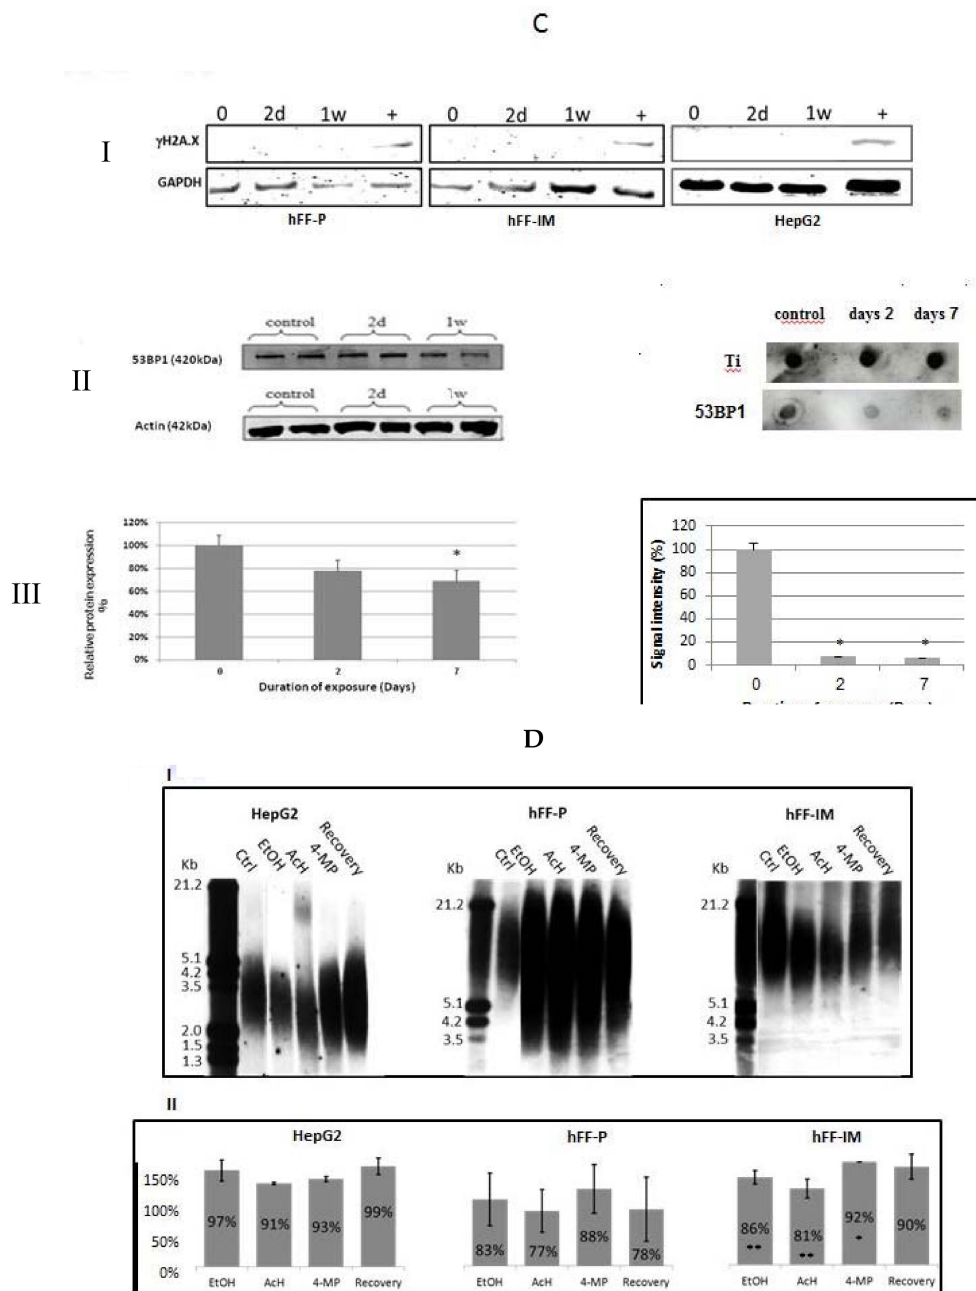 C
I
0 2d 1w + 0 2d 1w + 0 2d 1w +
γH2A.X
GAPDH
hFF-P hFF-IM HepG2
II
control 2d 1w
53BP1 (420kDa)
control 2d 1w
Actin (42kDa)
control days 2 days 7
Ti
53BP1
III
Relative protein expression
%
120%
100%
80%
60%
40%
20%
0%
*
0 2 7
Duration of exposure (Days)
Signal intensity (%)
120
100
80
60
40
20
0
* *
0 2 7
D
I
HepG2
Kb Ctrl EtOH AcH 4-MP Recovery
21.2
5.1
4.2
3.5
2.0
1.5
1.3
hFF-P
Kb Ctrl EtOH AcH 4-MP Recovery
21.2
5.1
4.2
3.5
hFF-IM
Kb Ctrl EtOH AcH 4-MP Recovery
21.2
5.1
4.2
3.5
II
HepG2 hFF-P hFF-IM
150%
100%
50%
0%
97% 91% 93% 99%
EtOH AcH 4-MP Recovery
83% 77% 88% 78%
EtOH AcH 4-MP Recovery
86% 81% 92% 90%
** ** *
EtOH AcH 4-MP Recovery